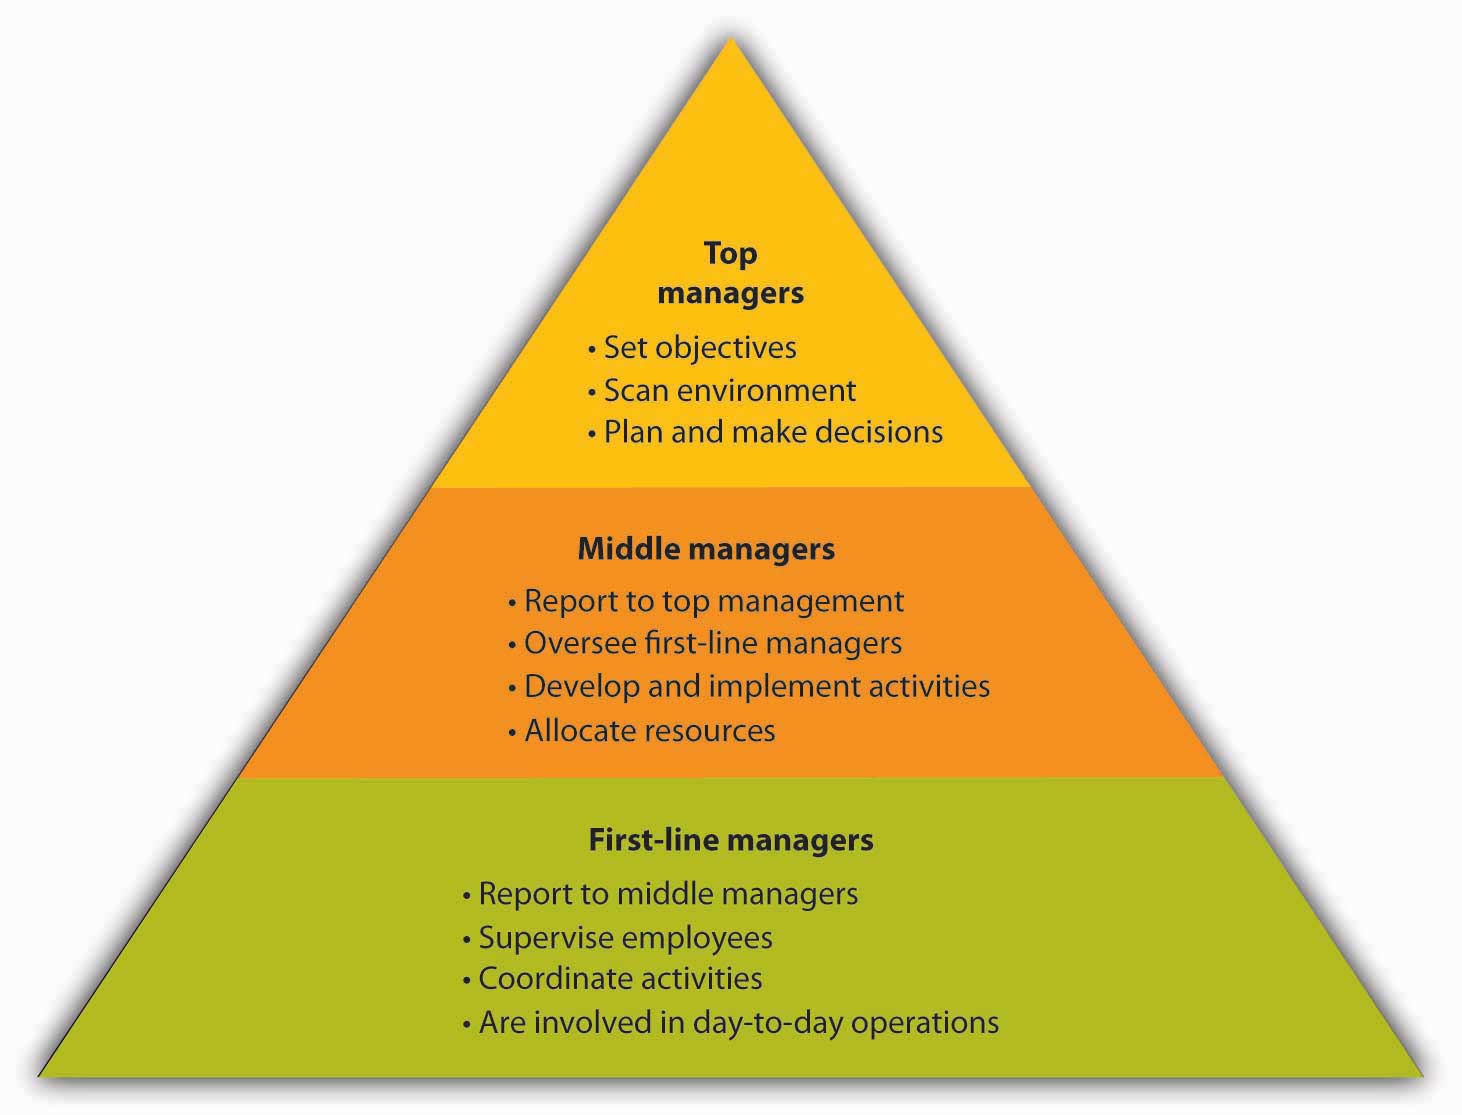 Top
managers
• Set objectives
• Scan environment
• Plan and make decisions
Middle managers
• Report to top management
• Oversee first-line managers
• Develop and implement activities
• Allocate resources
First-line managers
• Report to middle managers
• Supervise employees
• Coordinate activities
• Are involved in day-to-day operations